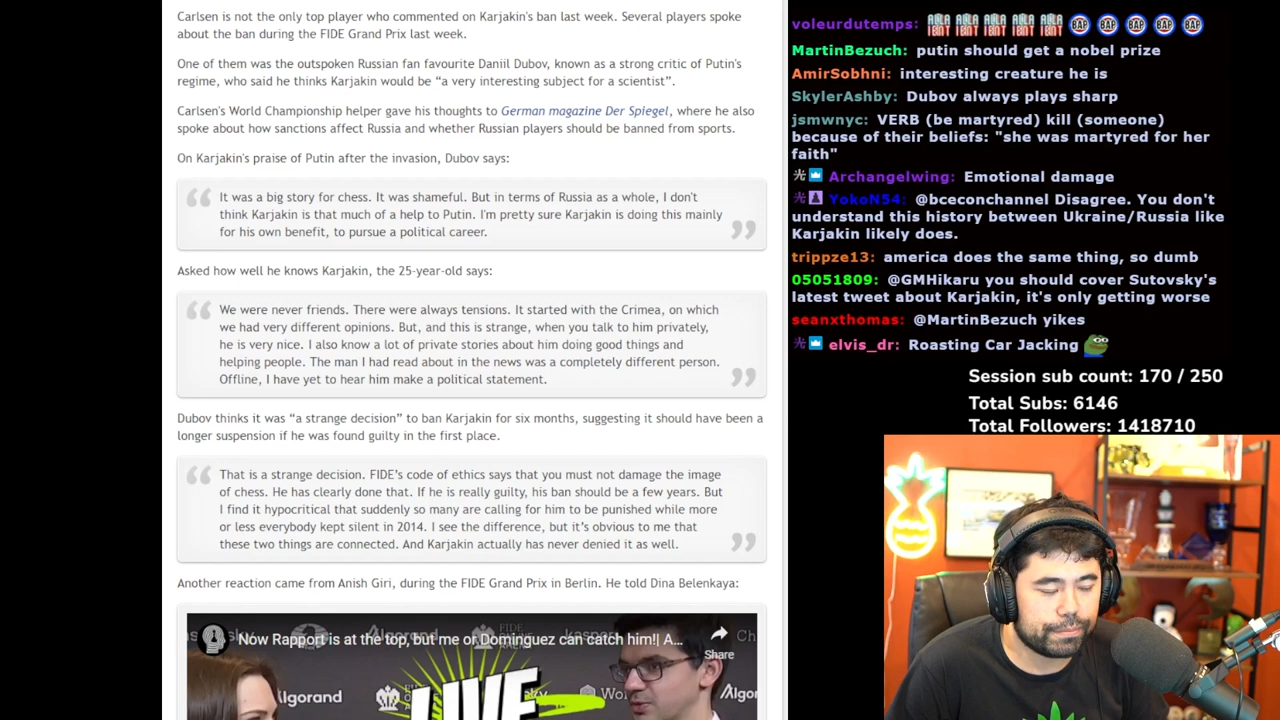 Carlsen is not the only top player who commented on Karjakin's ban last week. Several players spoke
about the ban during the FIDE Grand Prix last week.
One of them was the outspoken Russian fan favourite Daniil Dubov, known as a strong critic of Putin's
regime, who said he thinks Karjakin would be “a very interesting subject for a scientist”.
Carlsen's World Championship helper gave his thoughts to German magazine Der Spiegel, where he also
spoke about how sanctions affect Russia and whether Russian players should be banned from sports.
On Karjakin's praise of Putin after the invasion, Dubov says:
It was a big story for chess. It was shameful. But in terms of Russia as a whole, I don't
think Karjakin is that much of a help to Putin. I'm pretty sure Karjakin is doing this mainly
for his own benefit, to pursue a political career.
Asked how well he knows Karjakin, the 25-year-old says:
We were never friends. There were always tensions. It started with the Crimea, on which
we had very different opinions. But, and this is strange, when you talk to him privately,
he is very nice. I also know a lot of private stories about him doing good things and
helping people. The man I had read about in the news was a completely different person.
Offline, I have yet to hear him make a political statement.
Dubov thinks it was “a strange decision” to ban Karjakin for six months, suggesting it should have been a
longer suspension if he was found guilty in the first place.
That is a strange decision. FIDE’s code of ethics says that you must not damage the image
of chess. He has clearly done that. If he is really guilty, his ban should be a few years. But
I find it hypocritical that suddenly so many are calling for him to be punished while more
or less everybody kept silent in 2014. I see the difference, but it’s obvious to me that
these two things are connected. And Karjakin actually has never denied it as well.
Another reaction came from Anish Giri, during the FIDE Grand Prix in Berlin. He told Dina Belenkaya:
Now Rapport is at the top, but me or Dominguez can catch him!| A...
Share
LIVE
voleurdutemps:
MartinBezuch: putin should get a nobel prize
AmirSobhni: interesting creature he is
SkylerAshby: Dubov always plays sharp
jsmwnyc: VERB (be martyred) kill (someone)
because of their beliefs: "she was martyred for her
faith"
Archangelwing: Emotional damage
YokoN54: @bceconchannel Disagree. You don't
understand this history between Ukraine/Russia like
Karjakin likely does.
trippze13: america does the same thing, so dumb
05051809: @GMHikaru you should cover Sutovsky's
latest tweet about Karjakin, it's only getting worse
seanxthomas: @MartinBezuch yikes
elvis_dr: Roasting Car Jacking
Session sub count: 170 / 250
Total Subs: 6146
Total Followers: 1418710